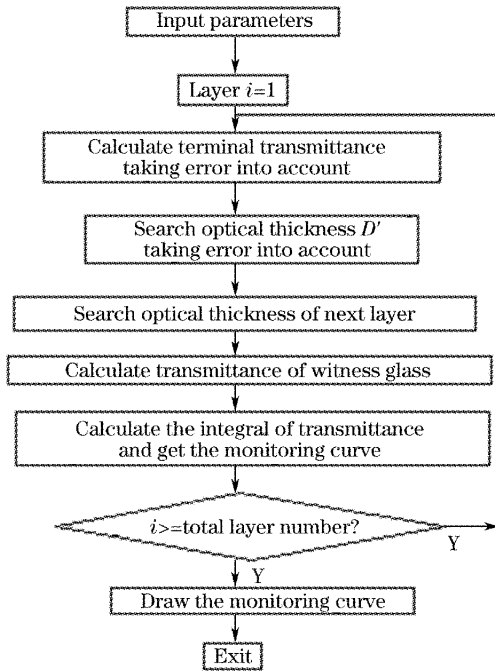 Input parameters
Layer i=1
Calculate terminal transmittance
taking error into account
Search optical thickness D′
taking error into account
Search optical thickness of next layer
Calculate transmittance of witness glass
Calculate the integral of transmittance
and get the monitoring curve
i>=total layer number?
Y
Y
Draw the monitoring curve
Exit